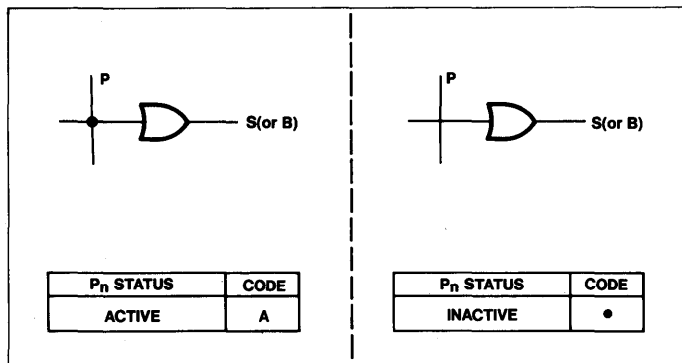 P
S(or B)
Pn STATUS CODE
ACTIVE A
P
S(or B)
Pn STATUS CODE
INACTIVE •